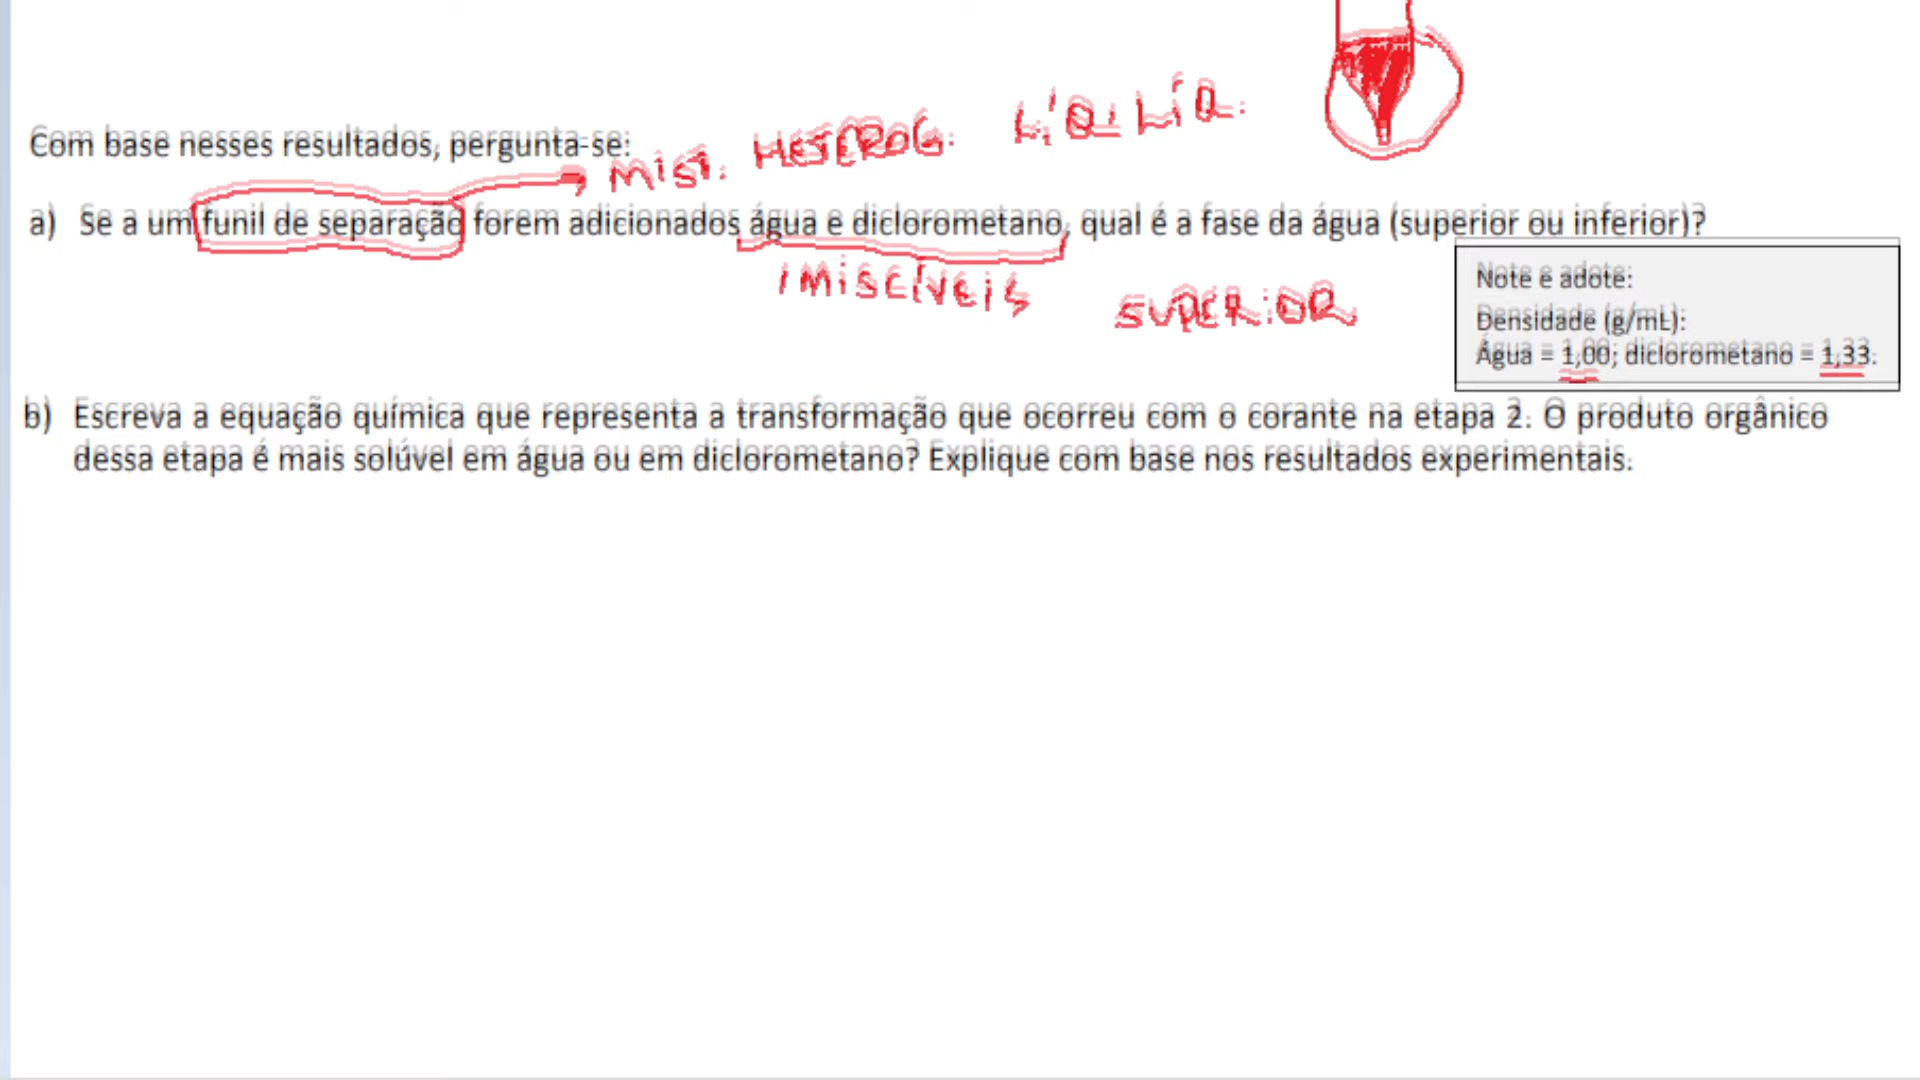 Com base nesses resultados, pergunta-se:
MIST. HETEROG. LÍQ. LÍQ.
a) Se a um funil de separação forem adicionados água e diclorometano, qual é a fase da água (superior ou inferior)?
IMISCÍVEIS
SUPERIOR
Note e adote:
Densidade (g/mL):
Água = 1,00; diclorometano = 1,33.
b) Escreva a equação química que representa a transformação que ocorreu com o corante na etapa 2. O produto orgânico
dessa etapa é mais solúvel em água ou em diclorometano? Explique com base nos resultados experimentais.